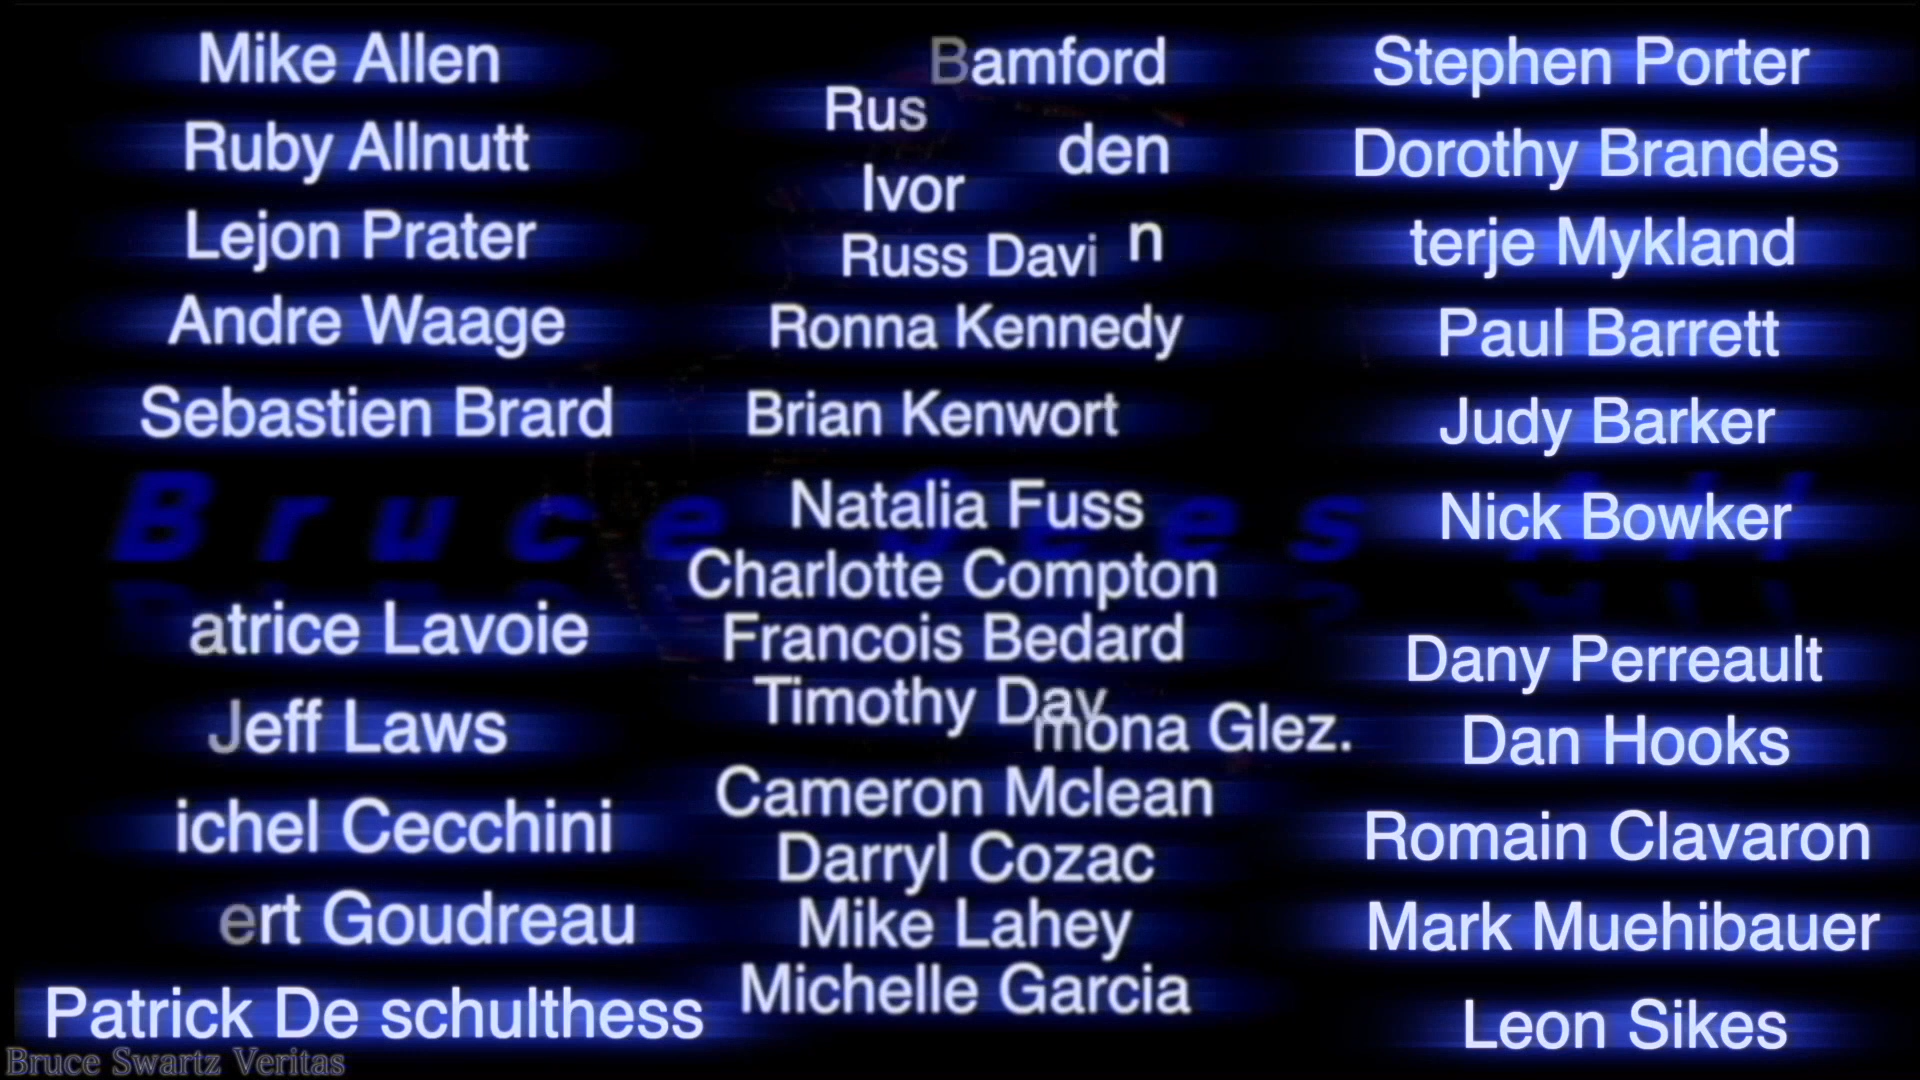 Mike Allen
Ruby Allnutt
Lejon Prater
Andre Waage
Sebastien Brard
atrice Lavoie
Jeff Laws
ichel Cecchini
ert Goudreau
Patrick De schulthess
Bamford
Rus
den
Ivor
n
Russ Davi
Ronna Kennedy
Brian Kenwort
Natalia Fuss
Charlotte Compton
Francois Bedard
Timothy Dav
mona Glez.
Cameron Mclean
Darryl Cozac
Mike Lahey
Michelle Garcia
Stephen Porter
Dorothy Brandes
terje Mykland
Paul Barrett
Judy Barker
Nick Bowker
Dany Perreault
Dan Hooks
Romain Clavaron
Mark Muehibauer
Leon Sikes
Bruce Sees All
Bruce Swartz Veritas